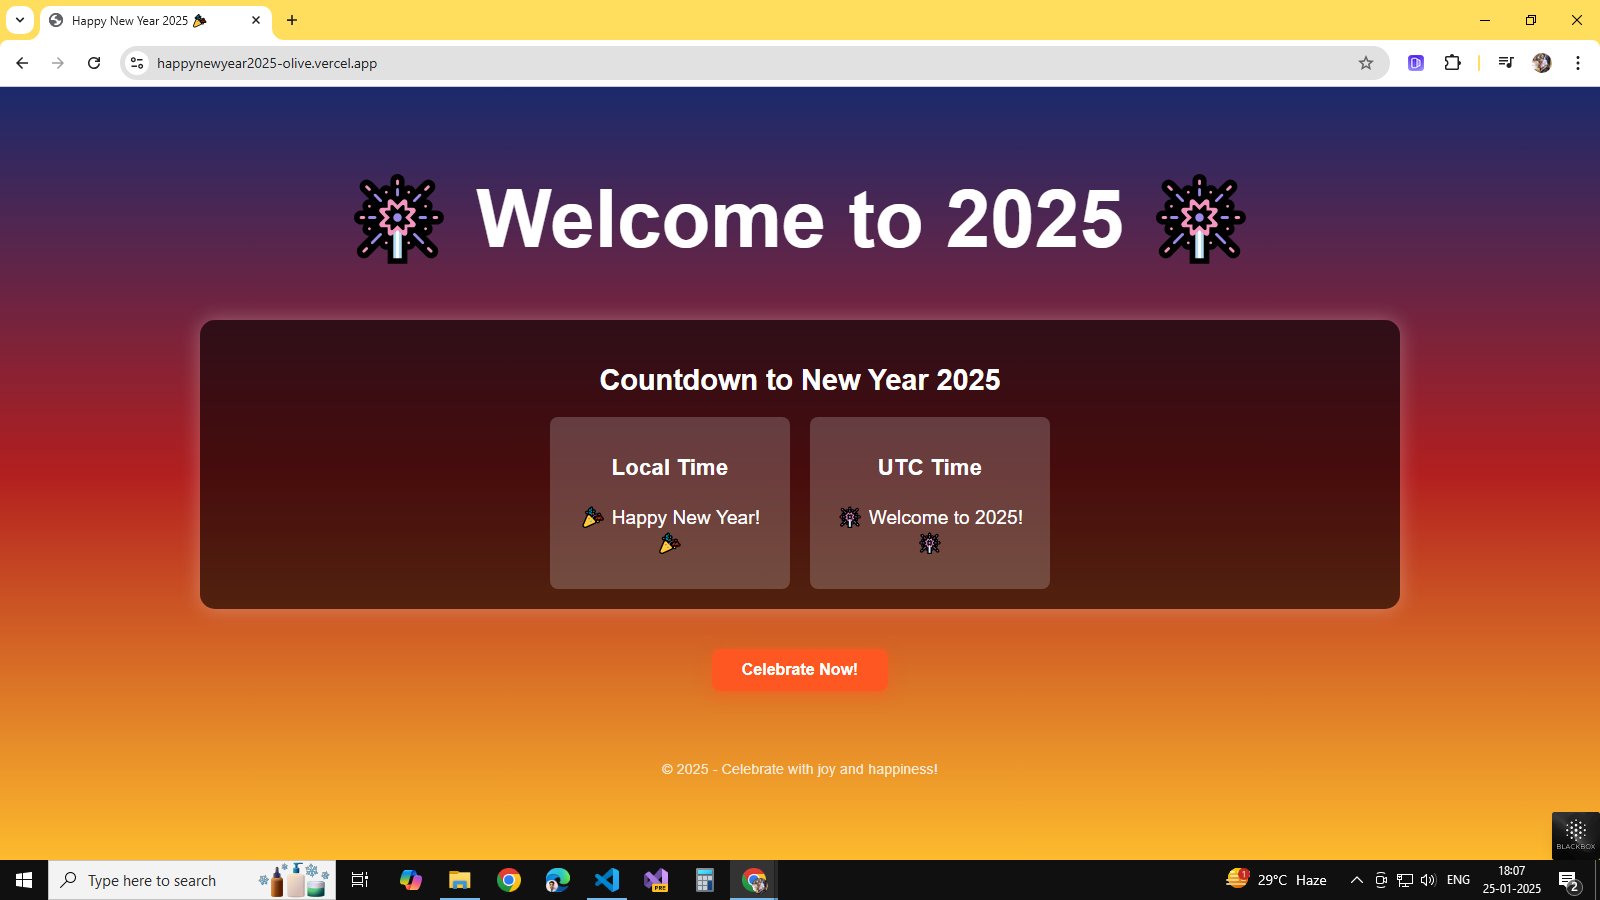 Happy New Year 2025
happynewyear2025-olive.vercel.app
Welcome to 2025
Countdown to New Year 2025
Local Time
Happy New Year!
UTC Time
Welcome to 2025!
Celebrate Now!
© 2025 - Celebrate with joy and happiness!
BLACKBOX
Type here to search
PRE
1
29°C Haze
ENG
18:07
25-01-2025
2